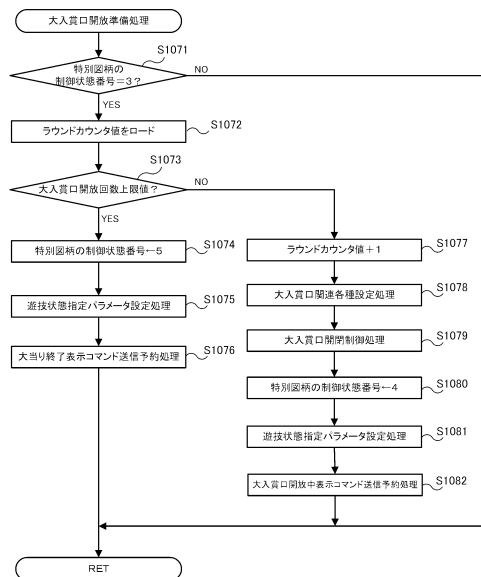 大入賞口開放準備処理
S1071
特別図柄の
制御状態番号=3?
NO
YES
ラウンドカウンタ値をロード
S1072
S1073
大入賞口開放回数上限値?
NO
YES
特別図柄の制御状態番号←5
S1074
遊技状態指定パラメータ設定処理
S1075
大当り終了表示コマンド送信予約処理
S1076
ラウンドカウンタ値+1
S1077
大入賞口関連各種設定処理
S1078
大入賞口開閉制御処理
S1079
特別図柄の制御状態番号←4
S1080
遊技状態指定パラメータ設定処理
S1081
大入賞口開放中表示コマンド送信予約処理
S1082
RET